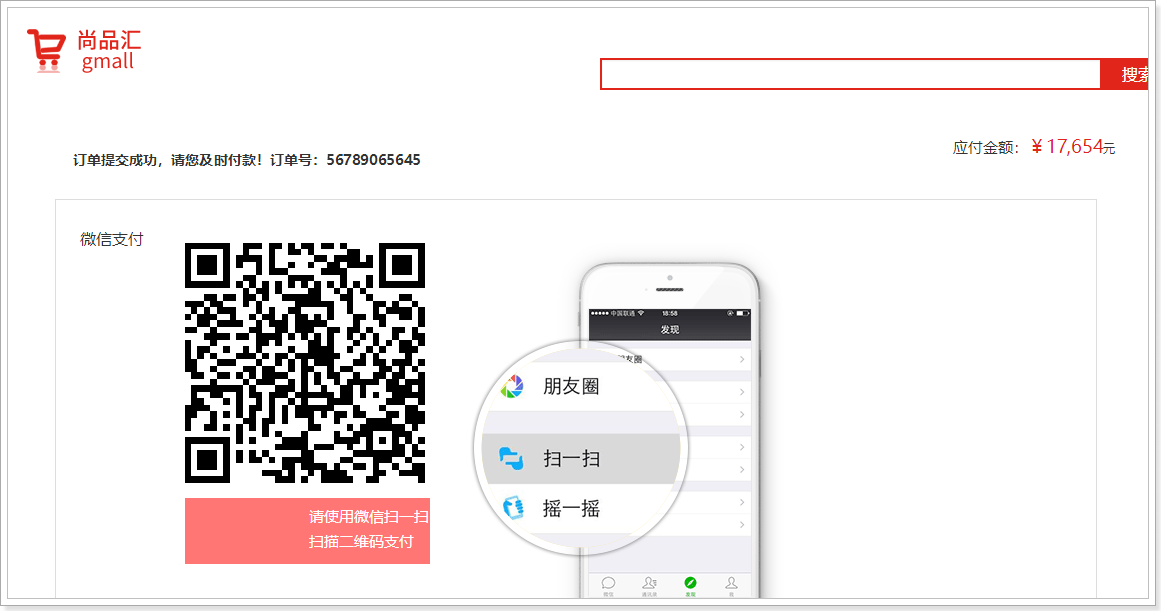 尚品汇
gmall
搜索
订单提交成功，请您及时付款！订单号：56789065645
应付金额： ¥ 17,654元
微信支付
中国联通 18:58
发现
朋友圈
朋友圈
扫一扫
摇一摇
请使用微信扫一扫
扫描二维码支付
微信 通讯录 发现 我